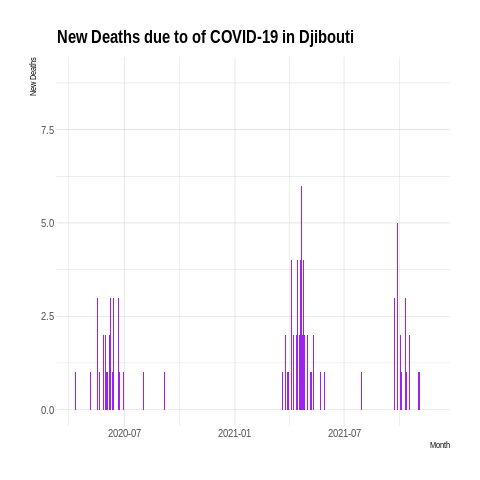 New Deaths due to of COVID-19 in Djibouti
New Deaths
7.5
5.0
2.5
0.0
2020-07 2021-01 2021-07
Month